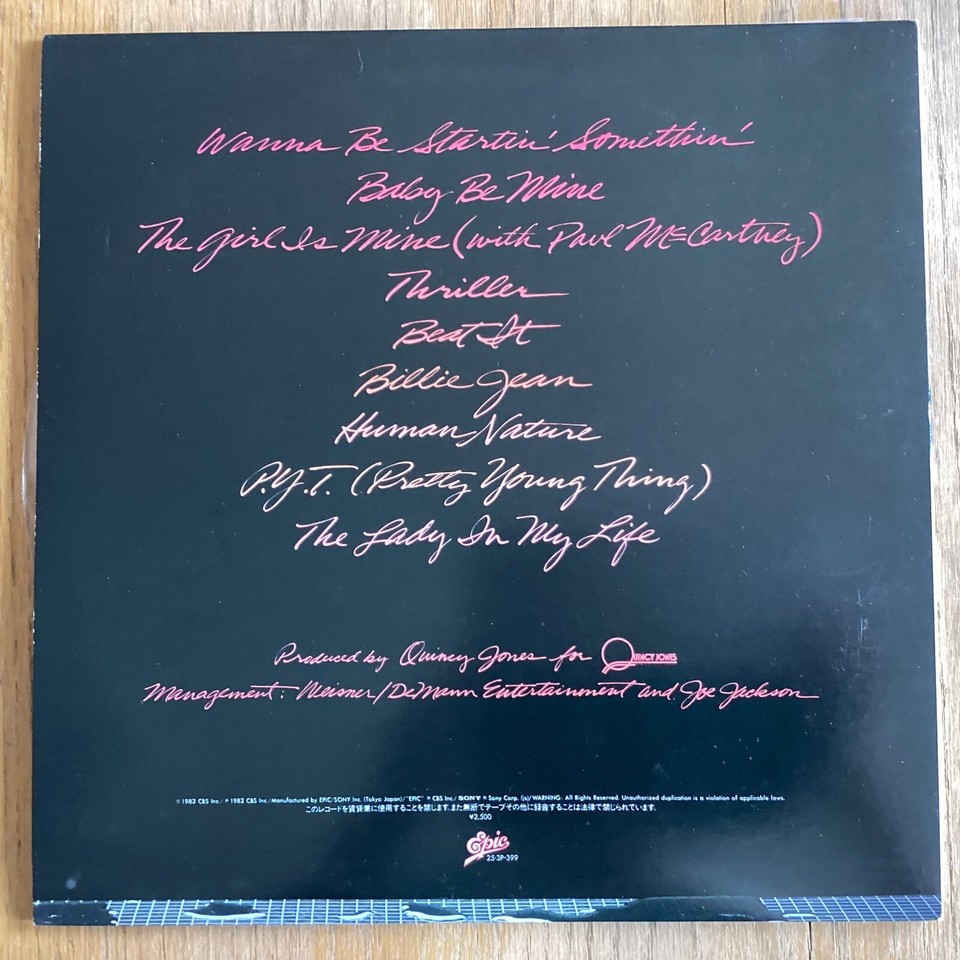 Wanna Be Startin' Somethin'
Baby Be Mine
The Girl Is Mine (with Paul McCartney)
Thriller
Beat It
Billie Jean
Human Nature
P.Y.T. (Pretty Young Thing)
The Lady In My Life
Produced by Quincy Jones for QUINCY JONES
Management: Weisner/DeMann Entertainment and Joe Jackson
© 1982 CBS Inc./ ℗ 1982 CBS Inc./Manufactured by EPIC/SONY Inc. (Tokyo Japan)/"EPIC" ® CBS Inc./ SONY ® Sony Corp. (js)/WARNING: All Rights Reserved. Unauthorized duplication is a violation of applicable laws.
このレコードを賃貸業に使用することを禁じます。また無断でテープその他に録音することは法律で禁じられています。
¥2,500
Epic
25·3P-399